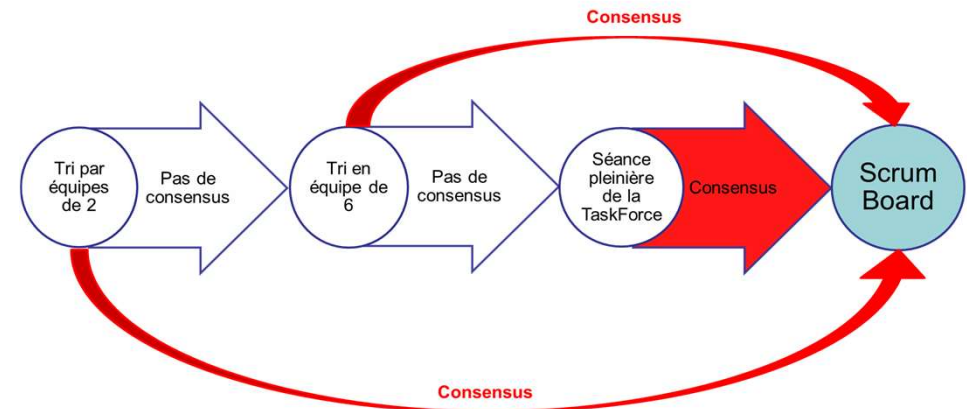 Consensus
Tri par
équipes
de 2
Pas de
consensus
Tri en
équipe de
6
Pas de
consensus
Séance
pleinière
de la
TaskForce
Consensus
Scrum
Board
Consensus